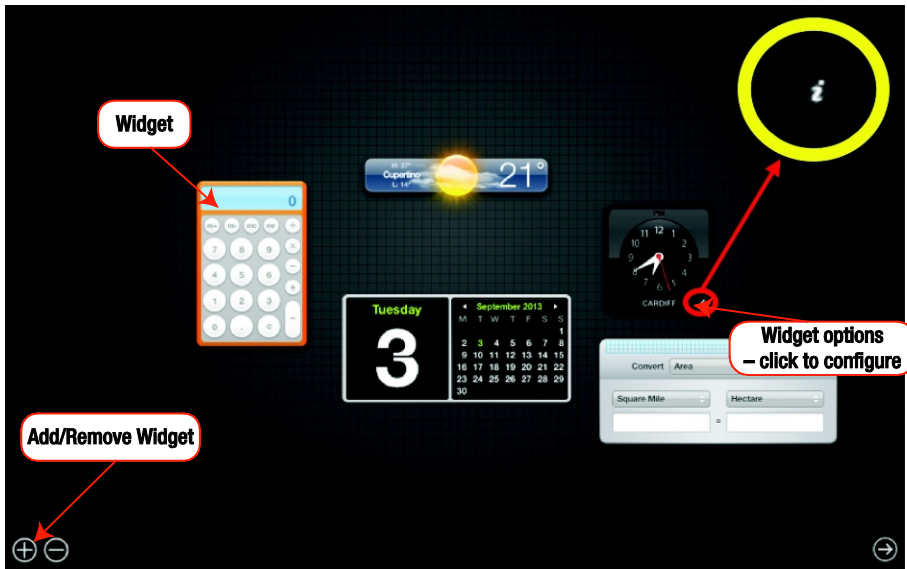 i
Widget
H: 27°
Cupertino
L: 14°
21°
0
m+ m- mc mr ÷
7 8 9 ×
4 5 6 −
1 2 3 +
0 . c =
PM
12
11 1
10 2
9 3
8 4
7 5
6
CARDIFF
Tuesday
3
September 2013
M T W T F S S
1
2 3 4 5 6 7 8
9 10 11 12 13 14 15
16 17 18 19 20 21 22
23 24 25 26 27 28 29
30
Widget options
– click to configure
Convert Area
Square Mile Hectare
=
Add/Remove Widget